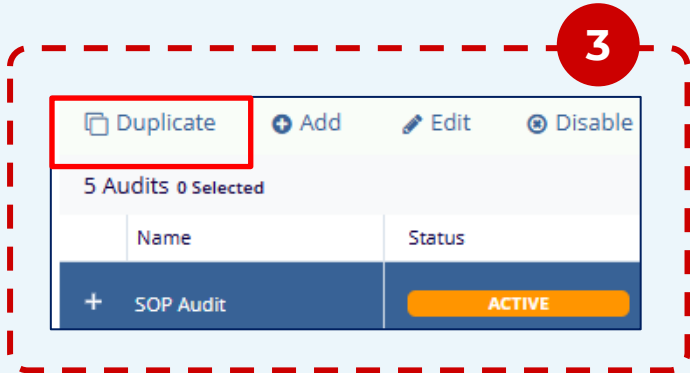 3
Duplicate Add Edit Disable
5 Audits 0 Selected
Name Status
+ SOP Audit ACTIVE